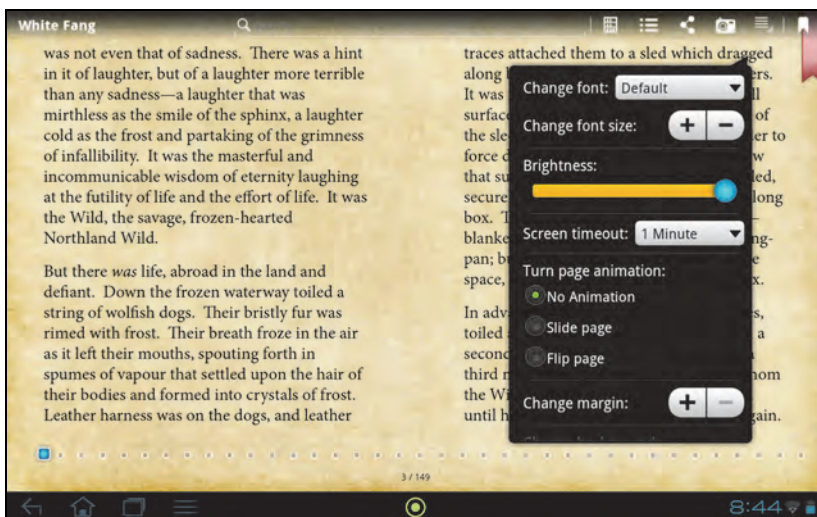 White Fang
was not even that of sadness. There was a hint
in it of laughter, but of a laughter more terrible
than any sadness—a laughter that was
mirthless as the smile of the sphinx, a laughter
cold as the frost and partaking of the grimness
of infallibility. It was the masterful and
incommunicable wisdom of eternity laughing
at the futility of life and the effort of life. It was
the Wild, the savage, frozen-hearted
Northland Wild.
But there was life, abroad in the land and
defiant. Down the frozen waterway toiled a
string of wolfish dogs. Their bristly fur was
rimed with frost. Their breath froze in the air
as it left their mouths, spouting forth in
spumes of vapour that settled upon the hair of
their bodies and formed into crystals of frost.
Leather harness was on the dogs, and leather
traces attached them to a sled which dragged
along
It was
surface
of
the sle
er to
force d
w
that su
led,
secure
long
box. T
blanke
ng-
pan; bu
e
space,
x.
In adv
s,
toiled
a
second
third
hom
the Wi
until h
gain.
Change font: Default
Change font size: + −
Brightness:
Screen timeout: 1 Minute
Turn page animation:
No Animation
Slide page
Flip page
Change margin: + −
3 / 149
8:44